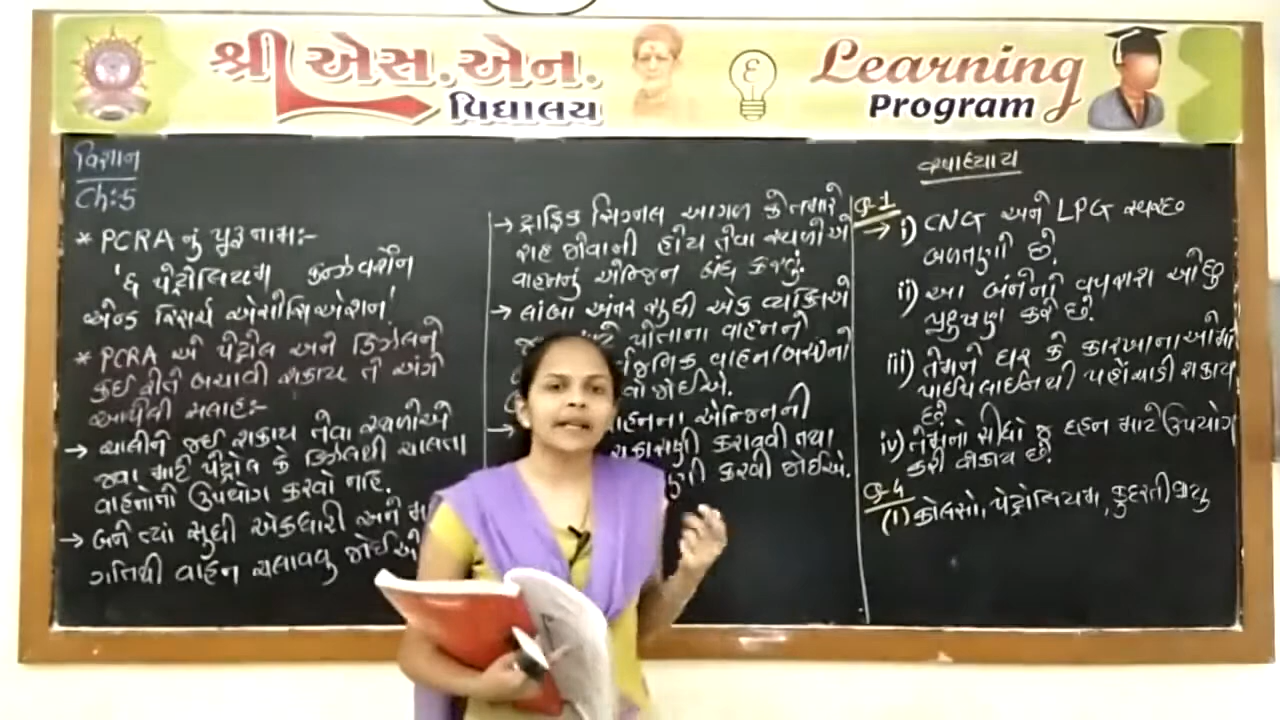 શ્રી એસ.એન.
વિદ્યાલય
Learning
Program
વિજ્ઞાન
Ch:5
* PCRA નું પૂરૂ નામ:-
'ધ પેટ્રોલિયમ કન્ઝર્વેશન
એન્ડ રિસર્ચ એસોસિએશન'
* PCRA એ પેટ્રોલ અને ડિઝલને
કઈ રીતે બચાવી શકાય તે અંગે
આપેલી સલાહ:-
→ ચાલીને જઈ શકાય તેવા સ્થળોએ
જવા માટે પેટ્રોલ કે ડિઝલથી ચાલતા
વાહનોનો ઉપયોગ કરવો નહિ.
→ બને ત્યાં સુધી એકધારી અને
ગતિથી વાહન ચલાવવુ જોઈએ
→ ટ્રાફિક સિગ્નલ આગળ કે તમારે
રાહ જોવાની હોય તેવા સ્થળોએ
વાહનનું એન્જિન બંધ કરવું.
→ લાંબા અંતર સુધી એક વ્યક્તિએ
પોતાના વાહનને
વાહન(બસ)નો
જોઈએ.
→ વાહનના એન્જિનની
ચકાસણી કરાવવી તથા
કરવી જોઈએ.
સ્વાધ્યાય
Q-1
→ i) CNG અને LPG સ્વચ્છ
બળતણો છે.
ii) આ બંનેનો વપરાશ ઓછુ
પ્રદુષણ કરે છે.
iii) તેમને ઘર કે કારખાનાઓમાં
પાઈપલાઈનથી પહોંચાડી શકાય
છે.
iv) તેમનો સીધો જ દહન માટે ઉપયોગ
કરી શકાય છે.
Q-4
(1) કોલસો, પેટ્રોલિયમ, કુદરતી વાયુ